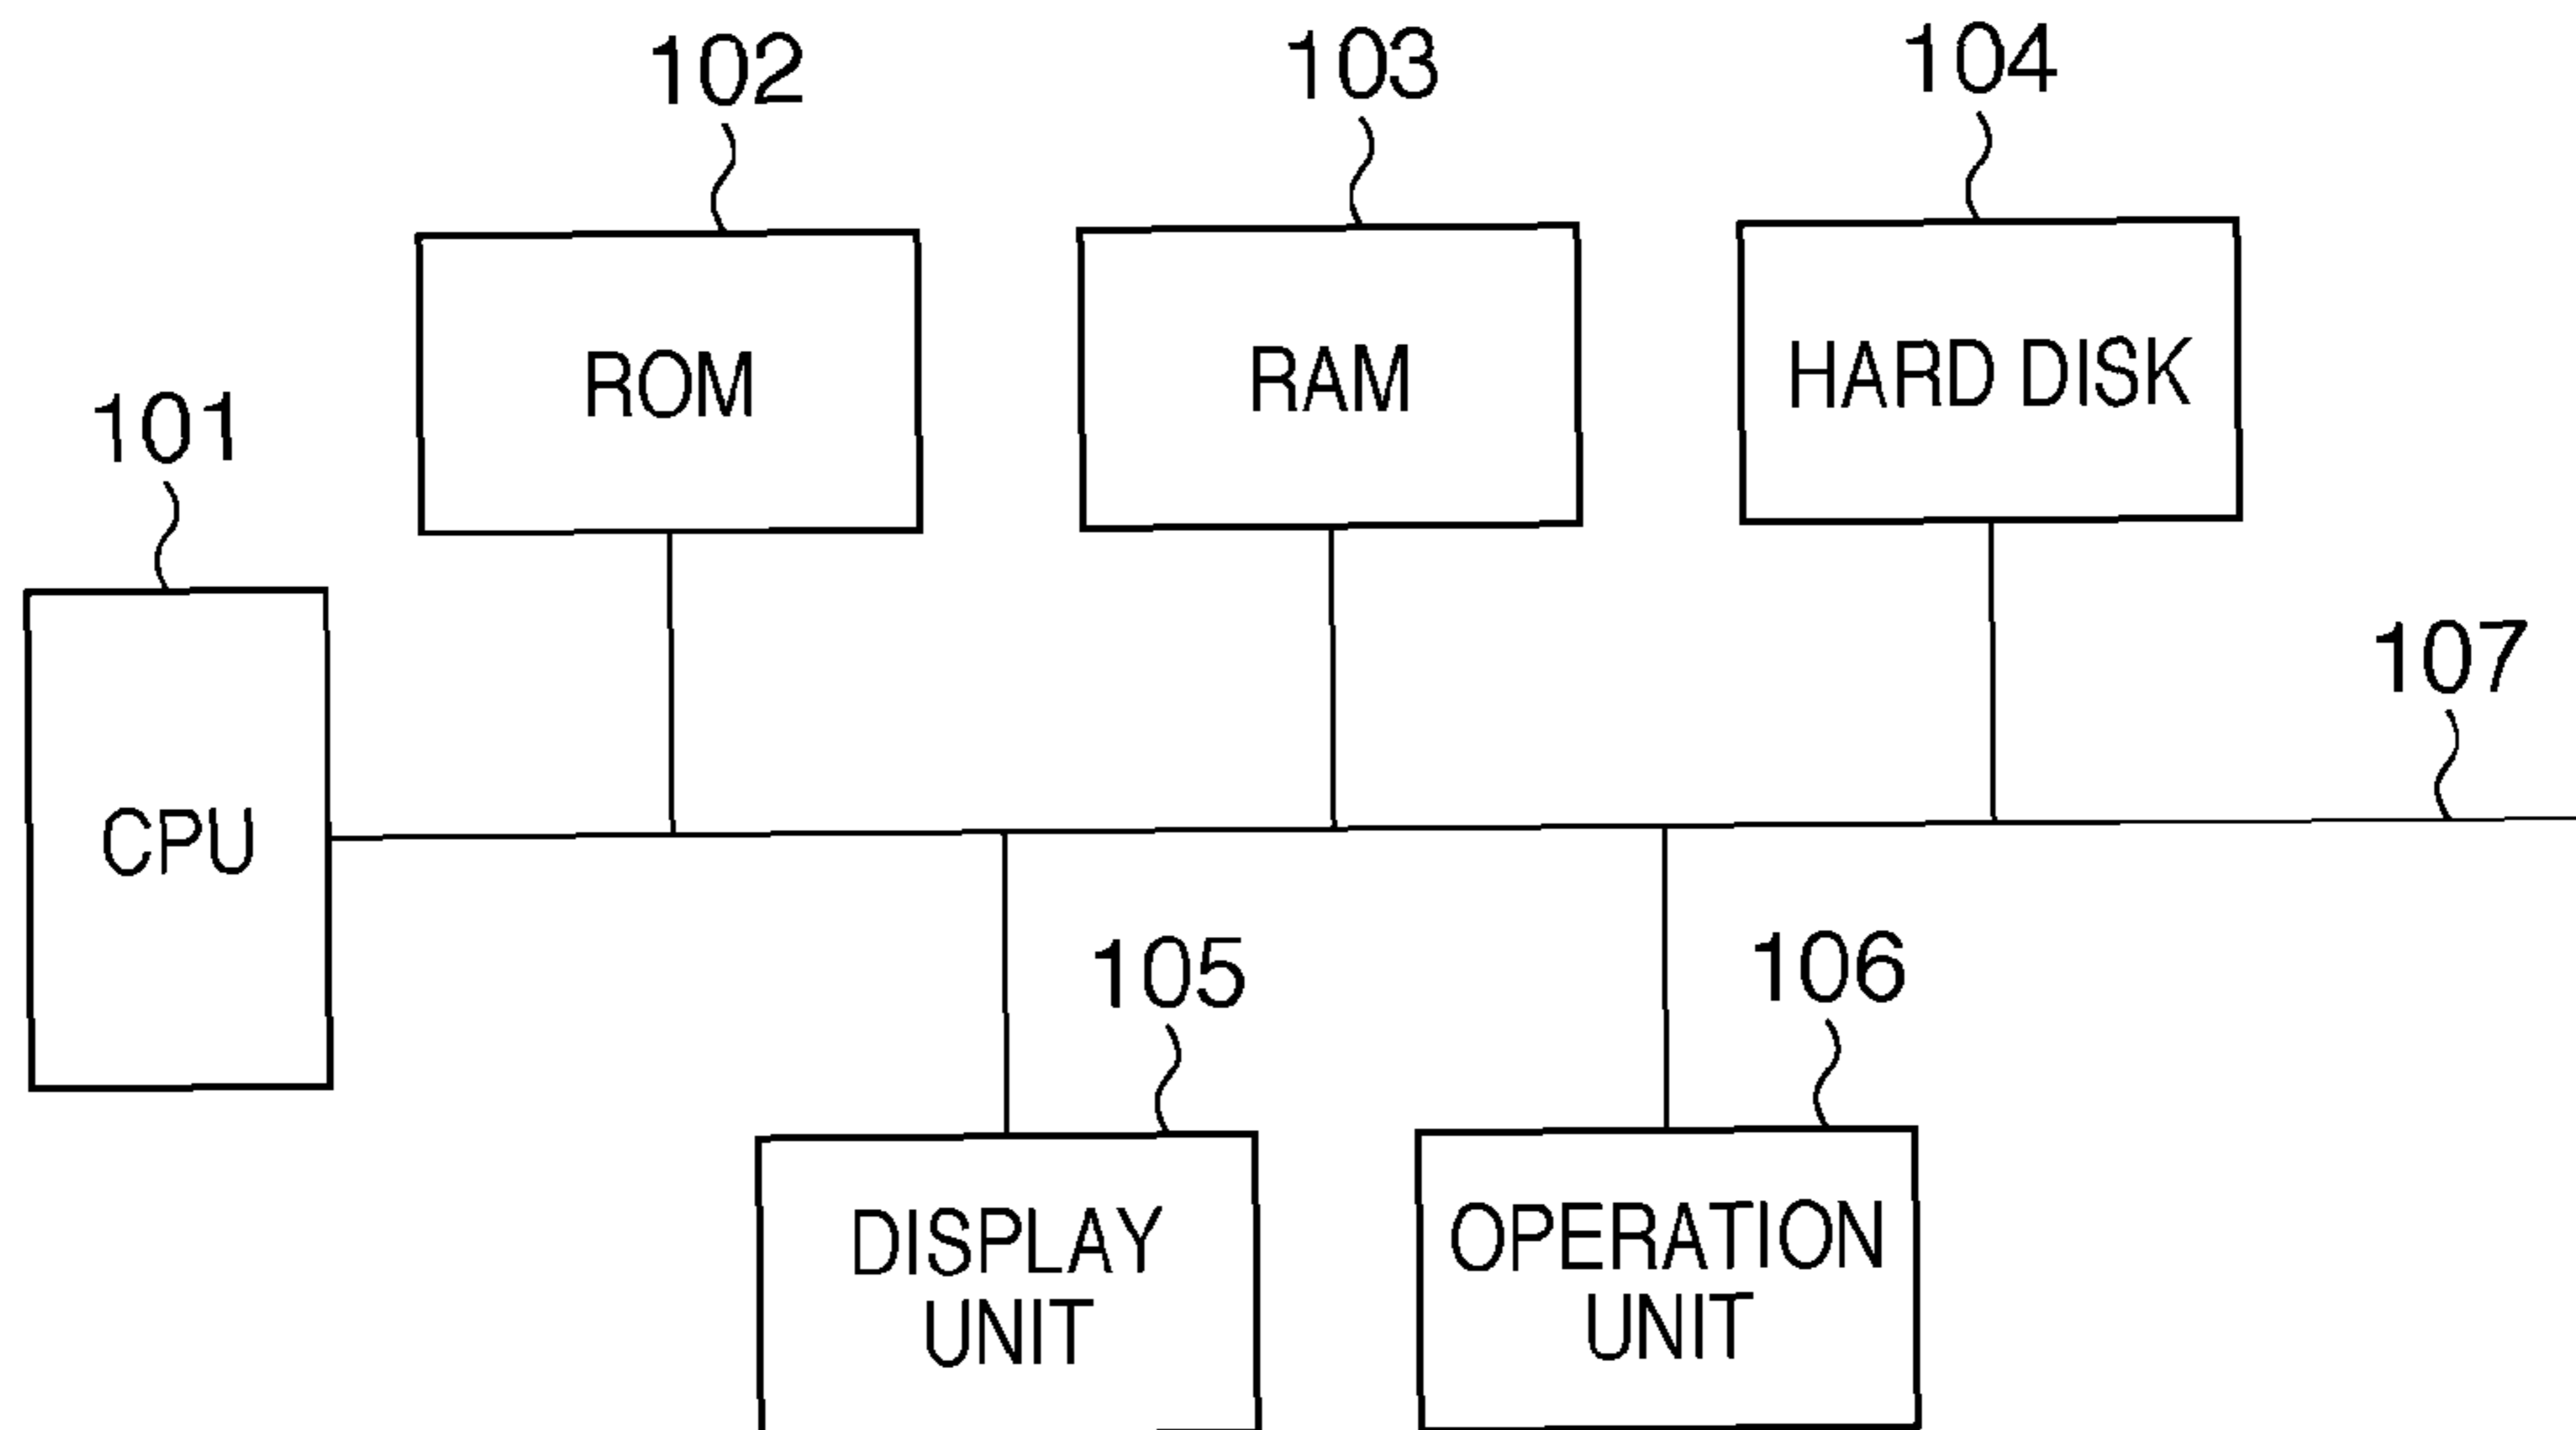 102
103
104
ROM
RAM
HARD DISK
101
107
CPU
105
106
DISPLAY
UNIT
OPERATION
UNIT